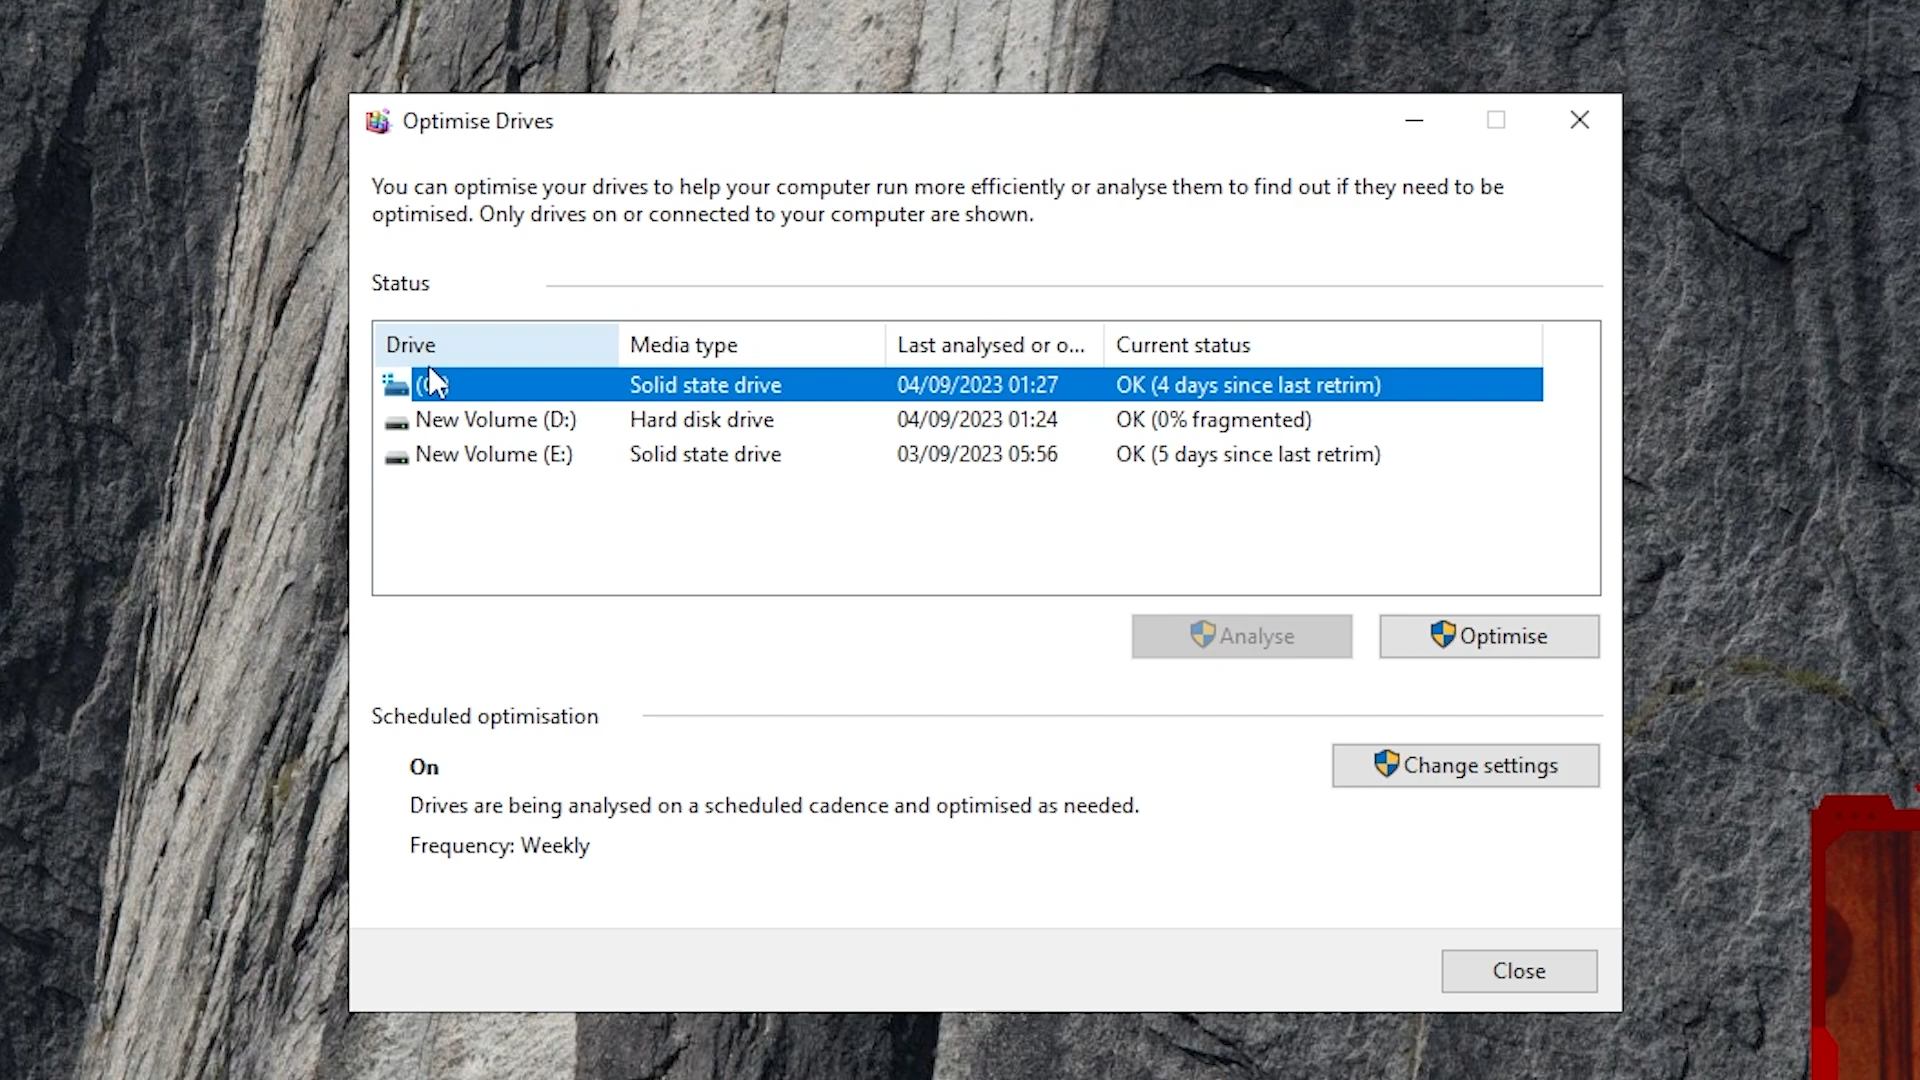 Optimise Drives
You can optimise your drives to help your computer run more efficiently or analyse them to find out if they need to be
optimised. Only drives on or connected to your computer are shown.
Status
Drive Media type Last analysed or o... Current status
Solid state drive 04/09/2023 01:27 OK (4 days since last retrim)
New Volume (D:) Hard disk drive 04/09/2023 01:24 OK (0% fragmented)
New Volume (E:) Solid state drive 03/09/2023 05:56 OK (5 days since last retrim)
Analyse Optimise
Scheduled optimisation
On
Change settings
Drives are being analysed on a scheduled cadence and optimised as needed.
Frequency: Weekly
Close